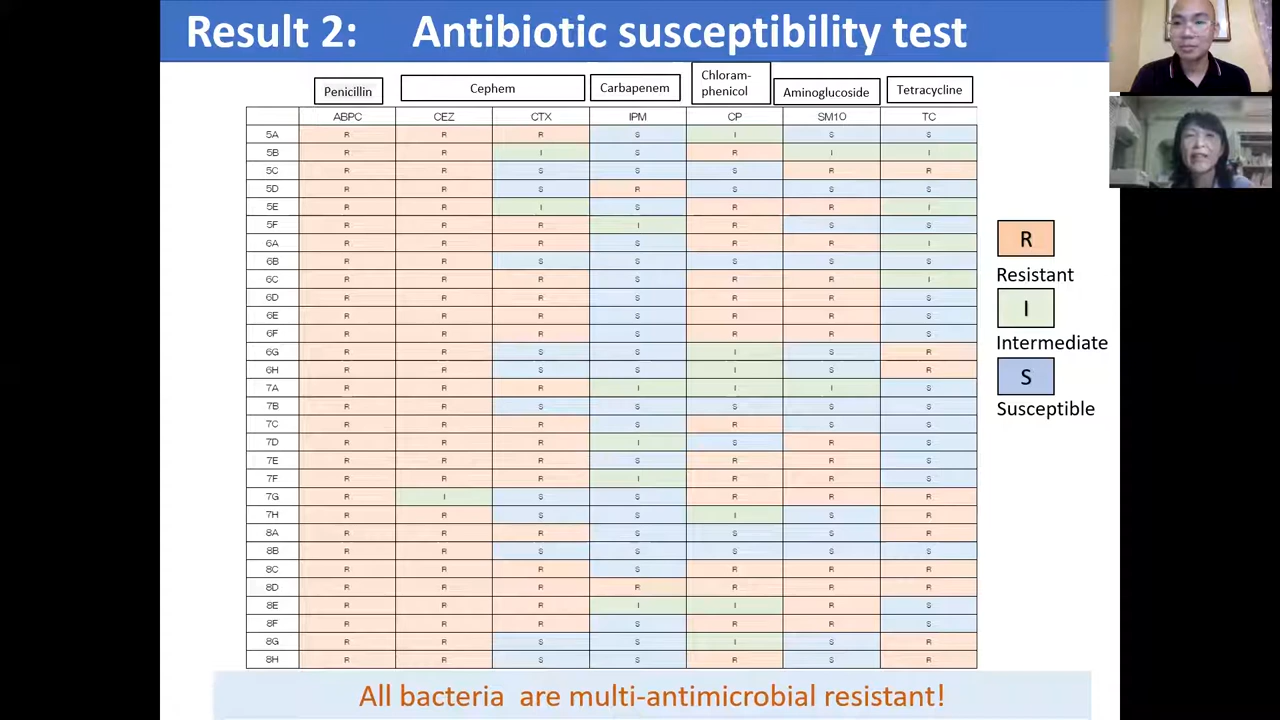 Result 2: Antibiotic susceptibility test
Penicillin Cephem Carbapenem Chloram-
phenicol Aminoglucoside Tetracycline
ABPC CEZ CTX IPM CP SM10 TC
5A R R R S I S S
5B R R I S R I I
5C R R S S S R R
5D R R S R S S S
5E R R I S R R I
5F R R R I R S S
6A R R R S R R I
6B R R S S S S S
6C R R R S R R I
6D R R R S R R S
6E R R R S R R S
6F R R R S R R S
6G R R S S I S R
6H R R S S I S R
7A R R R I I I S
7B R R S S S S S
7C R R R S R S S
7D R R R I S R S
7E R R R S R R S
7F R R R I R R S
7G R I S S R R R
7H R R S S I S R
8A R R R S S S R
8B R R S S S S S
8C R R R S R R R
8D R R R R R R R
8E R R R I I R S
8F R R R S R R S
8G R R S S I S R
8H R R S S R S R
R
Resistant
I
Intermediate
S
Susceptible
All bacteria are multi-antimicrobial resistant!